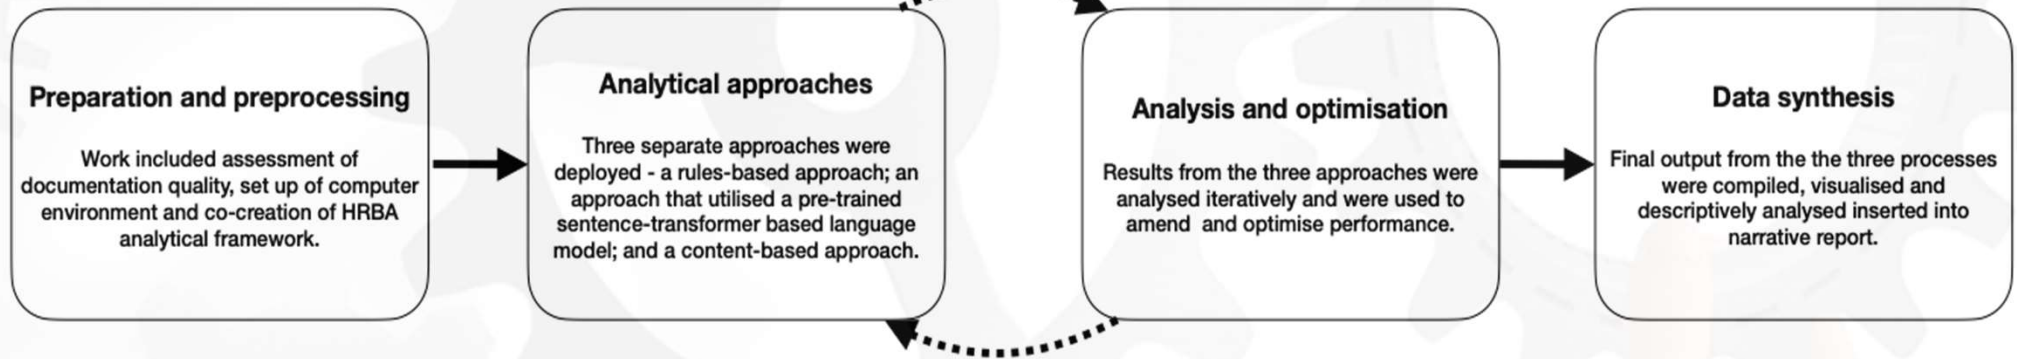 Preparation and preprocessing
Work included assessment of
documentation quality, set up of computer
environment and co-creation of HRBA
analytical framework.
Analytical approaches
Three separate approaches were
deployed - a rules-based approach; an
approach that utilised a pre-trained
sentence-transformer based language
model; and a content-based approach.
Analysis and optimisation
Results from the three approaches were
analysed iteratively and were used to
amend and optimise performance.
Data synthesis
Final output from the the three processes
were compiled, visualised and
descriptively analysed inserted into
narrative report.